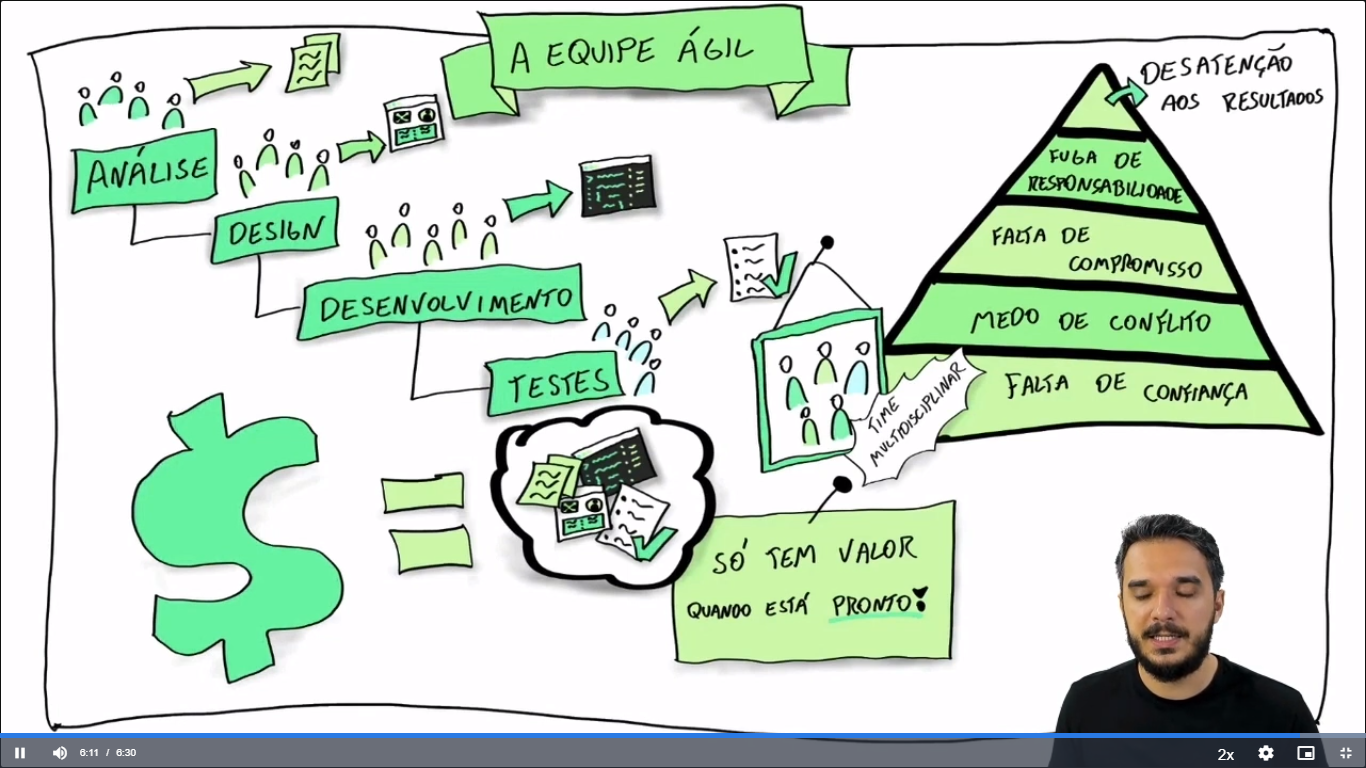 A EQUIPE ÁGIL
ANÁLISE
DESIGN
DESENVOLVIMENTO
TESTES
DESATENÇÃO
AOS RESULTADOS
FUGA DE
RESPONSABILIDADE
FALTA DE
COMPROMISSO
MEDO DE CONFLITO
FALTA DE CONFIANÇA
TIME
MULTIDISCIPLINAR
SÓ TEM VALOR
QUANDO ESTÁ PRONTO!
6:11 / 6:30
2x